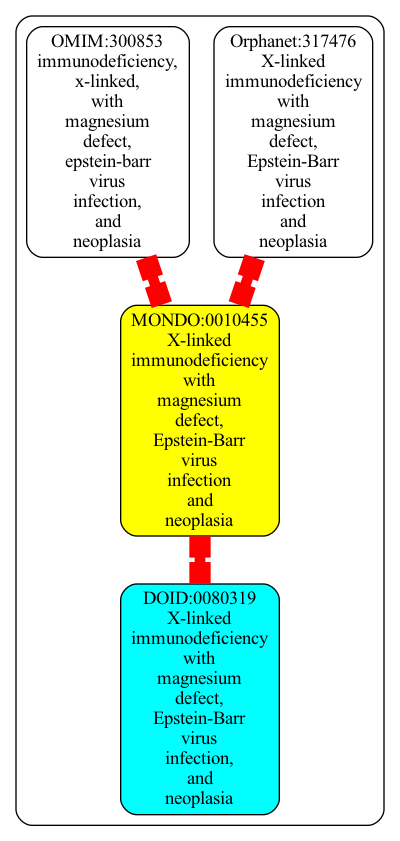 OMIM:300853
immunodeficiency,
x-linked,
with
magnesium
defect,
epstein-barr
virus
infection,
and
neoplasia
Orphanet:317476
X-linked
immunodeficiency
with
magnesium
defect,
Epstein-Barr
virus
infection
and
neoplasia
MONDO:0010455
X-linked
immunodeficiency
with
magnesium
defect,
Epstein-Barr
virus
infection
and
neoplasia
DOID:0080319
X-linked
immunodeficiency
with
magnesium
defect,
Epstein-Barr
virus
infection,
and
neoplasia